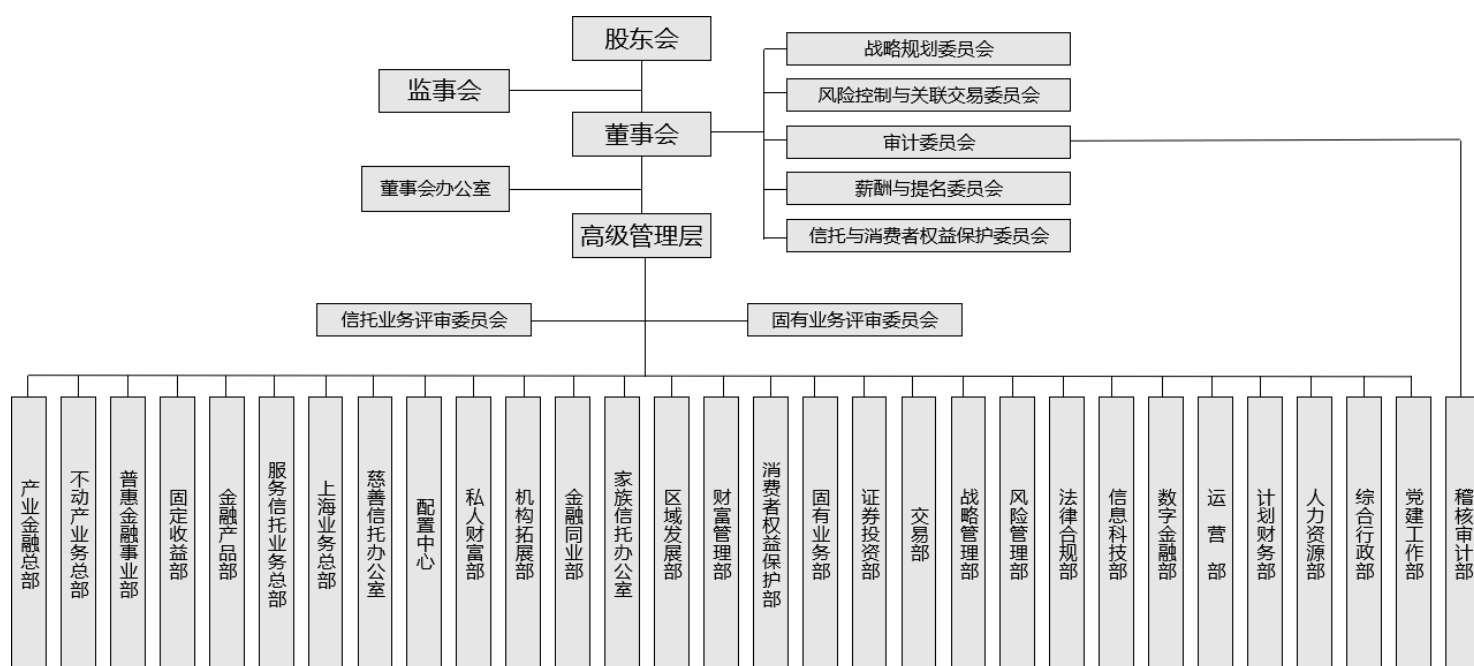 股东会
战略规划委员会
监事会
风险控制与关联交易委员会
董事会
审计委员会
董事会办公室
薪酬与提名委员会
高级管理层
信托与消费者权益保护委员会
信托业务评审委员会
固有业务评审委员会
产业金融总部
不动产业务总部
普惠金融事业部
固定收益部
金融产品部
服务信托业务总部
上海业务总部
慈善信托办公室
配置中心
私人财富部
机构拓展部
金融同业部
家族信托办公室
区域发展部
财富管理部
消费者权益保护部
固有业务部
证券投资部
交易部
战略管理部
风险管理部
法律合规部
信息科技部
数字金融部
运营部
计划财务部
人力资源部
综合行政部
党建工作部
稽核审计部